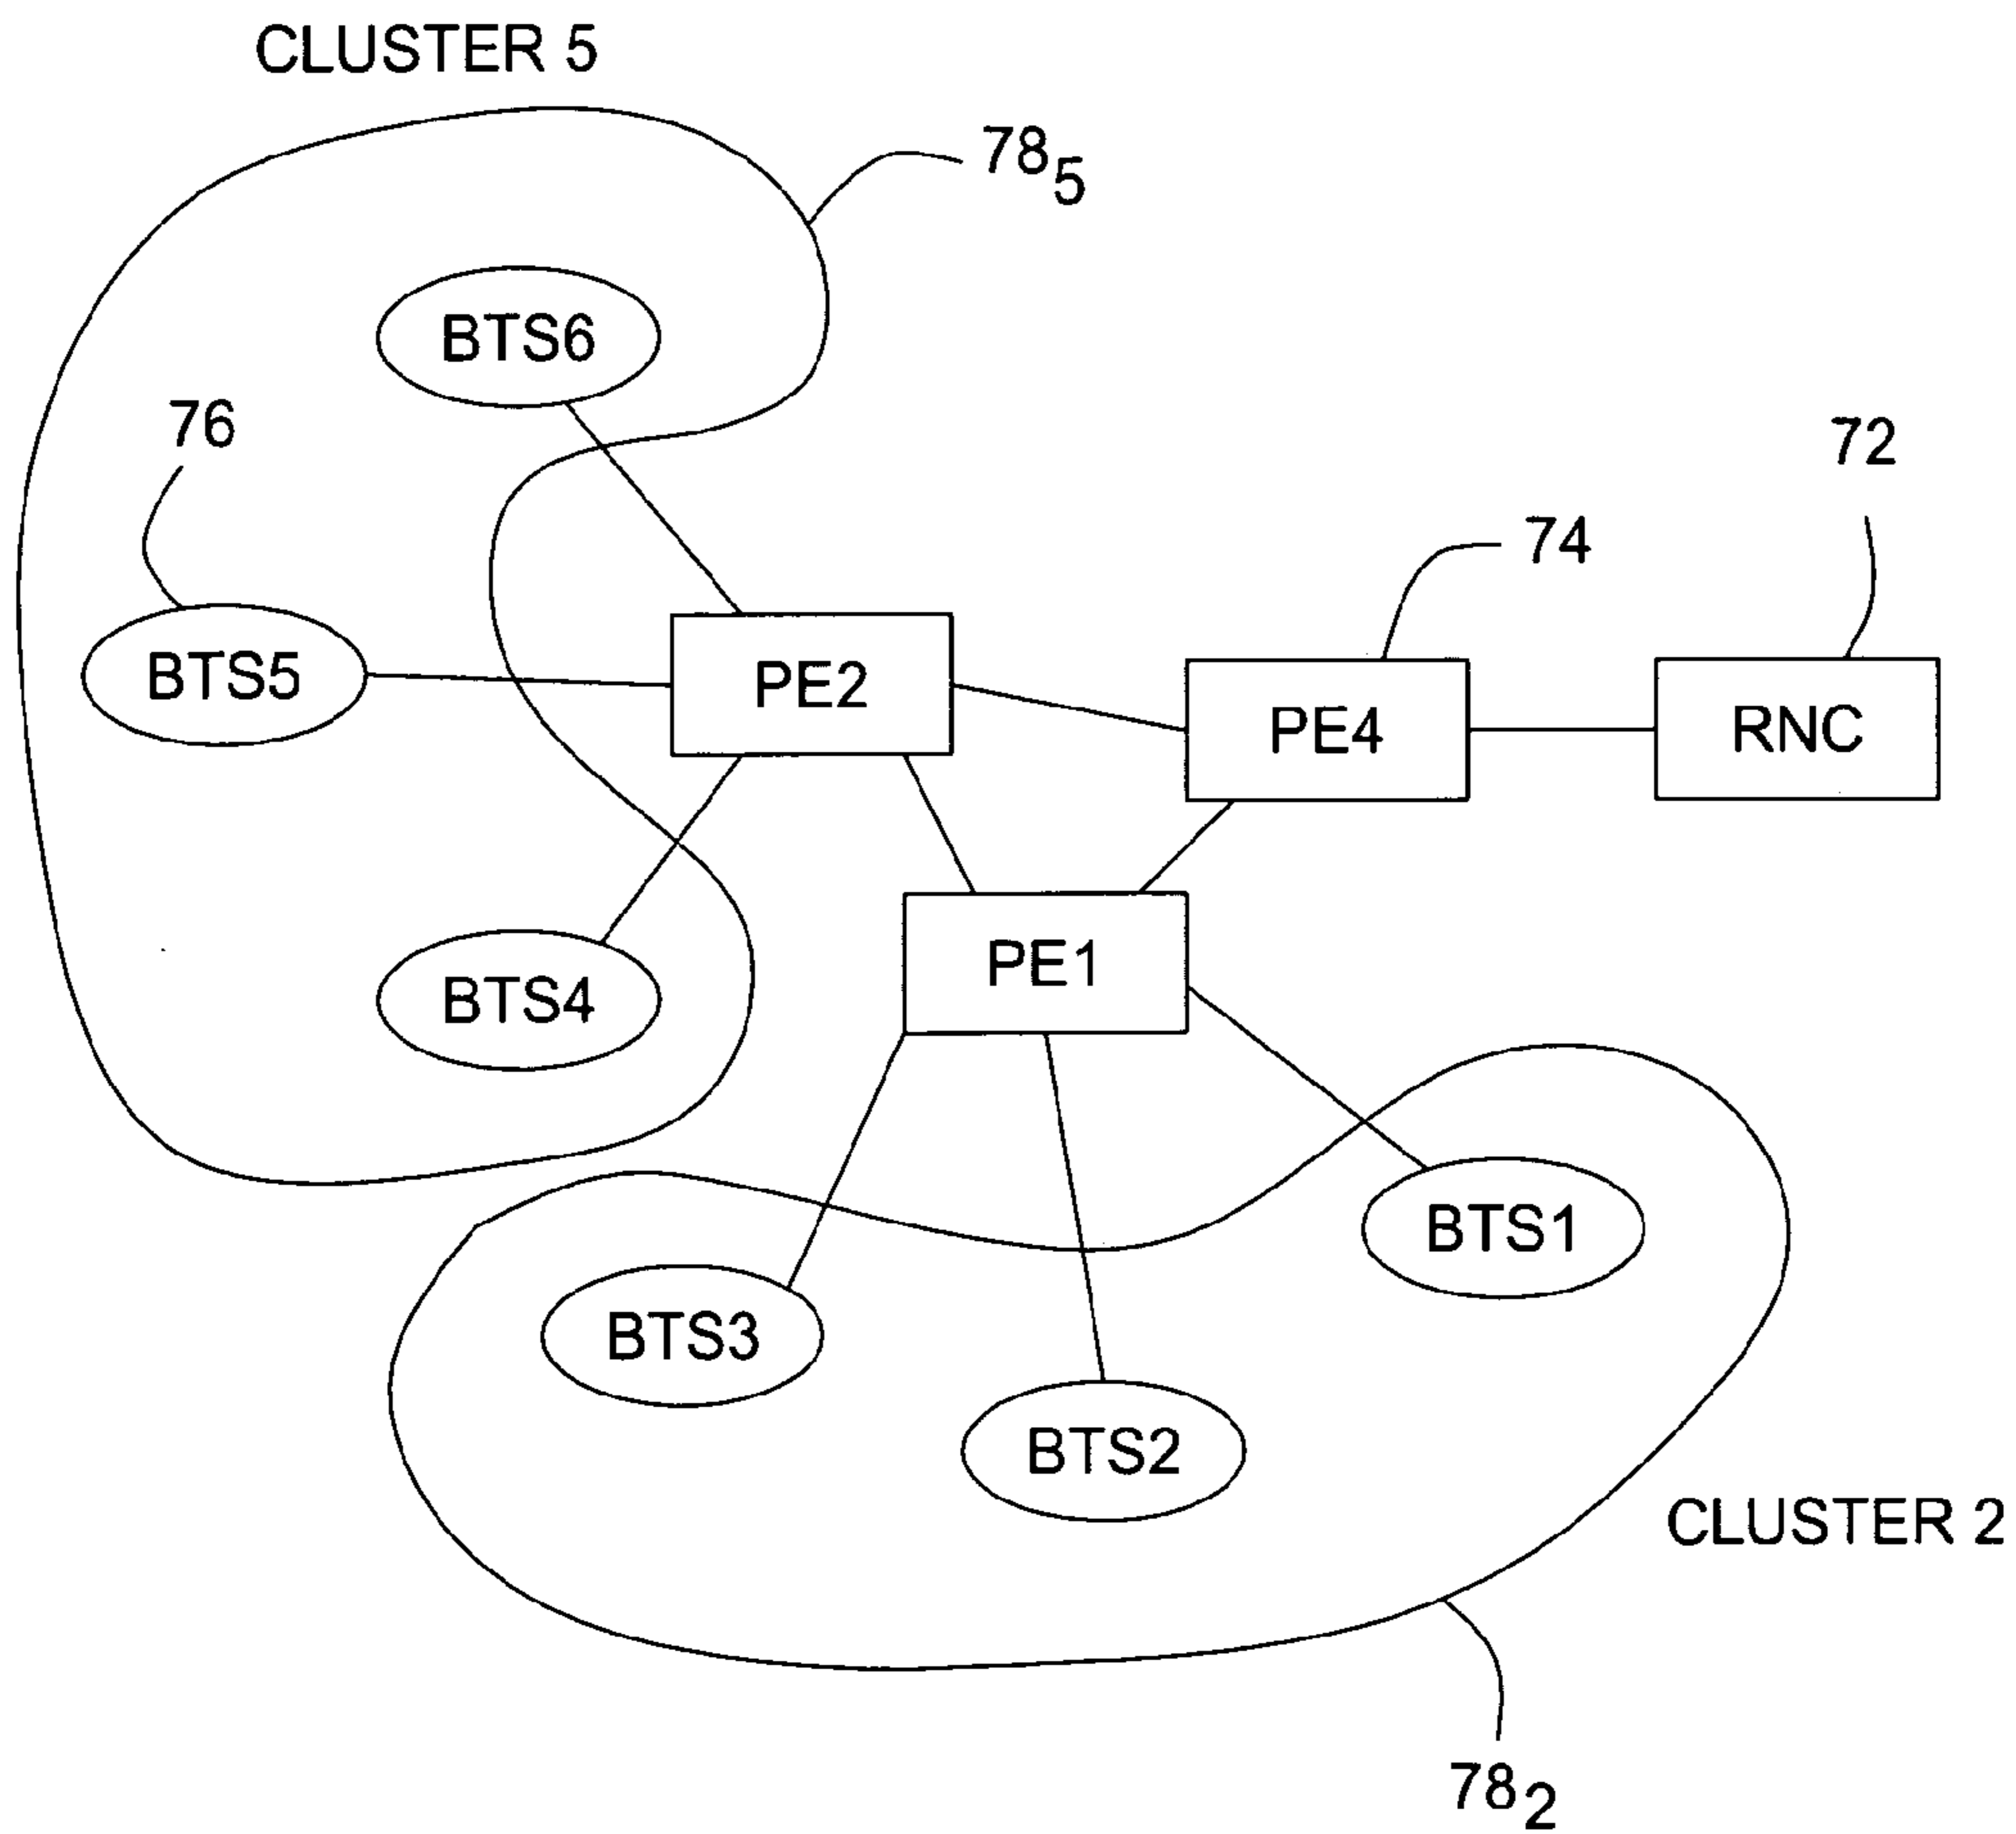 CLUSTER 5
78 5
BTS6
76
72
74
BTS5
PE2
PE4
RNC
PE1
BTS4
BTS1
BTS3
BTS2
CLUSTER 2
78 2